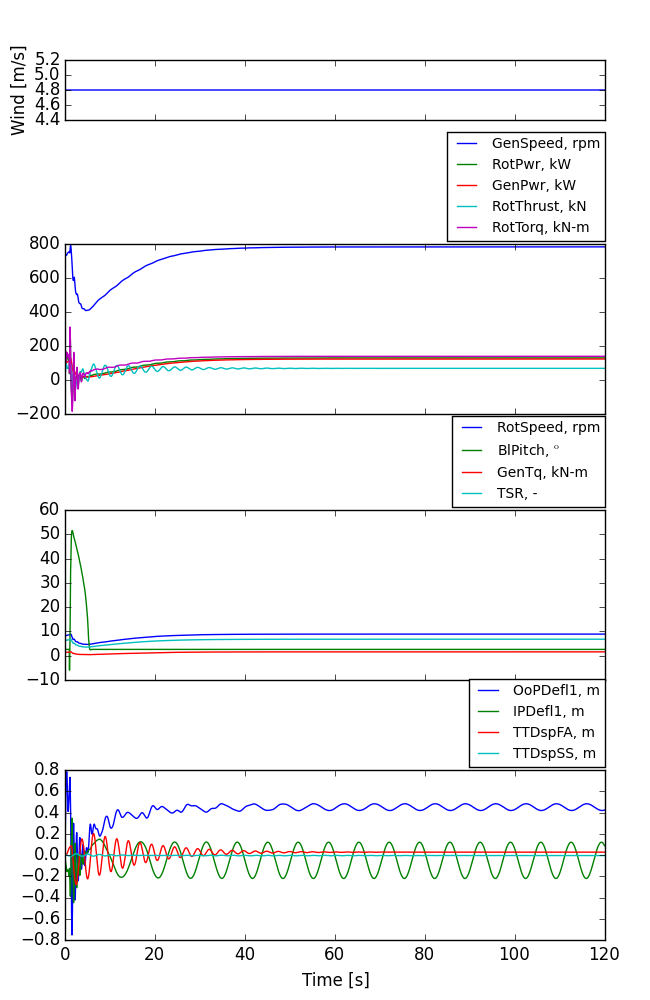 Wind [m/s]
5.2
5.0
4.8
4.6
4.4
GenSpeed, rpm
RotPwr, kW
GenPwr, kW
RotThrust, kN
RotTorq, kN-m
800
600
400
200
0
−200
RotSpeed, rpm
BlPitch, °
GenTq, kN-m
TSR, -
60
50
40
30
20
10
0
−10
OoPDefl1, m
IPDefl1, m
TTDspFA, m
TTDspSS, m
0.8
0.6
0.4
0.2
0.0
−0.2
−0.4
−0.6
−0.8
0 20 40 60 80 100 120
Time [s]